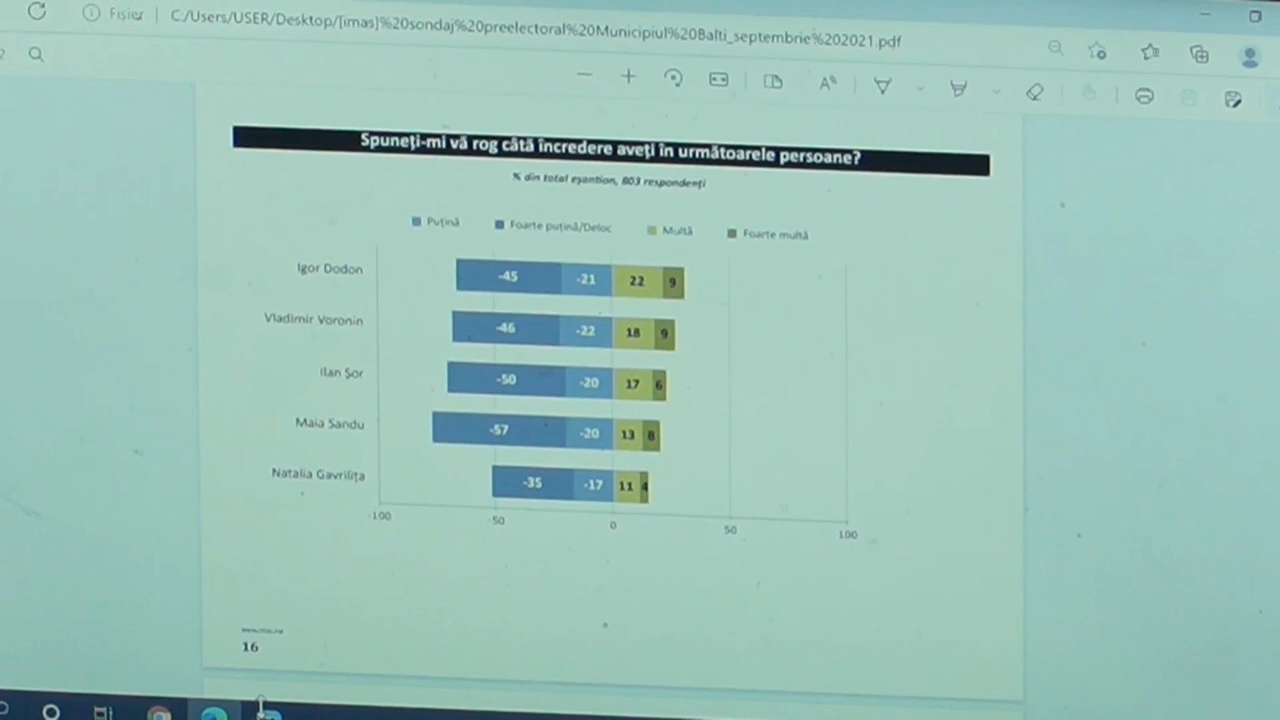 Fișier
C:/Users/USER/Desktop/[imas]%20sondaj%20preelectoral%20Municipiul%20Balti_septembrie%202021.pdf
Spuneți-mi vă rog câtă încredere aveți în următoarele persoane?
% din total eșantion, 803 respondenți
Puțină Foarte puțină/Deloc Multă Foarte multă
Igor Dodon -45 -21 22 9
Vladimir Voronin -46 -22 18 9
Ilan Șor -50 -20 17 6
Maia Sandu -57 -20 13 8
Natalia Gavrilița -35 -17 11 4
-100 50 0 50 100
16